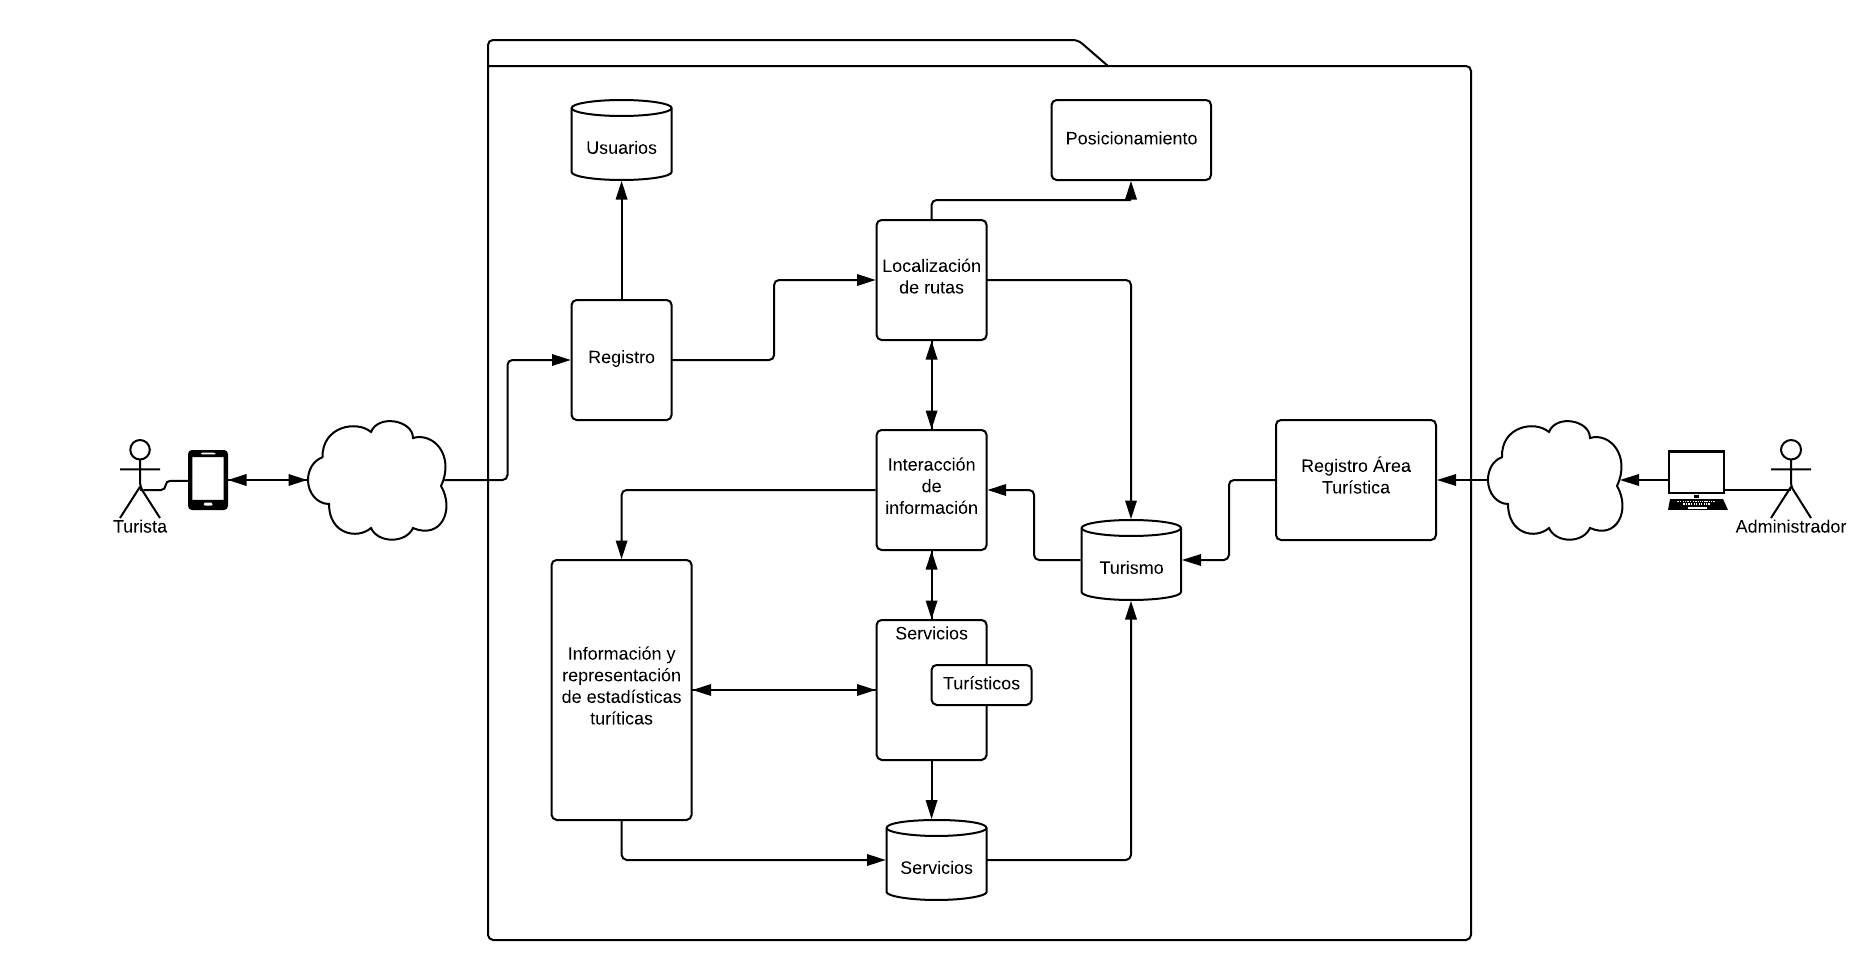 Usuarios
Posicionamiento
Localización
de rutas
Registro
Interacción
de
información
Registro Área
Turística
Turista
Administrador
Turismo
Servicios
Turísticos
Información y
representación
de estadísticas
turíticas
Servicios